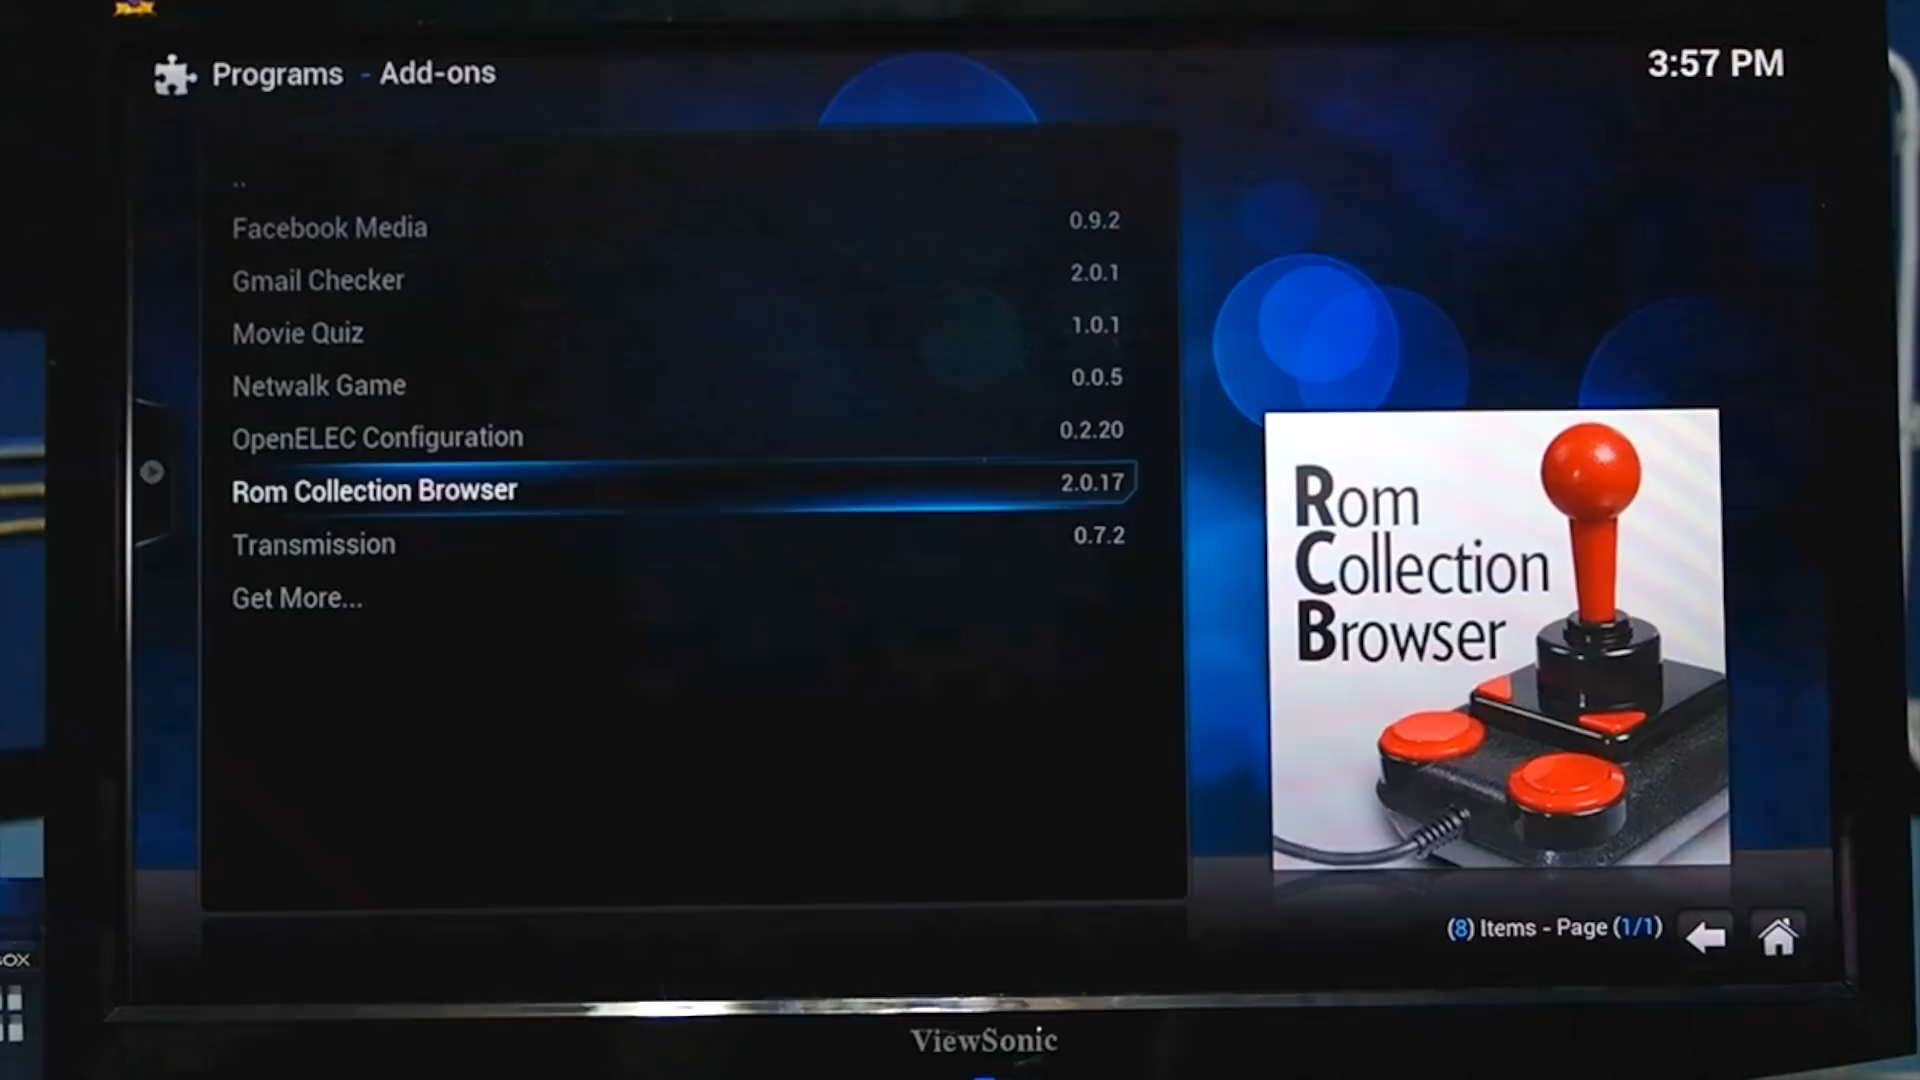 Programs - Add-ons
3:57 PM
..
Facebook Media 0.9.2
Gmail Checker 2.0.1
Movie Quiz 1.0.1
Netwalk Game 0.0.5
OpenELEC Configuration 0.2.20
Rom Collection Browser 2.0.17
Transmission 0.7.2
Get More...
Rom
Collection
Browser
(8) Items - Page (1/1)
ViewSonic